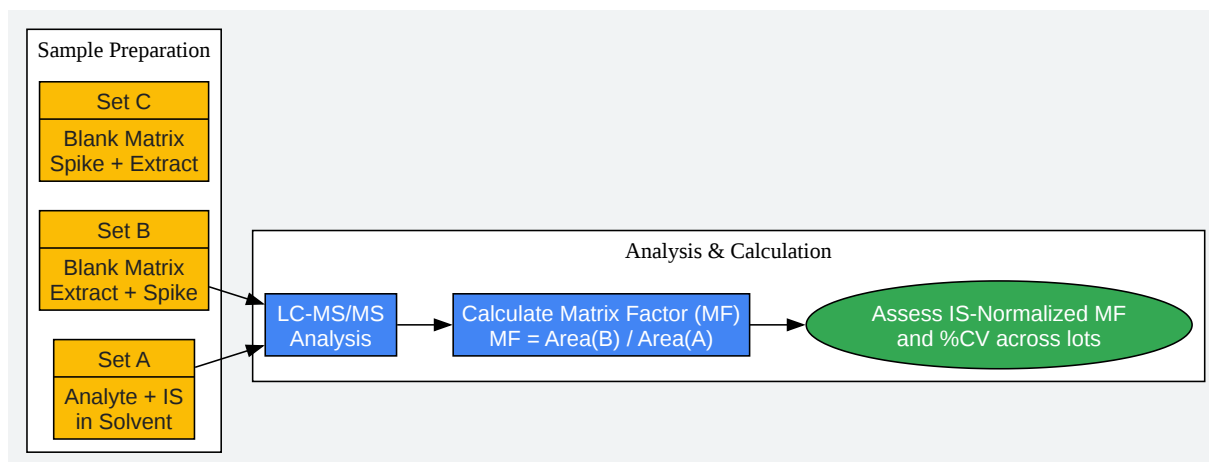 Sample Preparation
Set C
Blank Matrix
Spike + Extract
Set B
Blank Matrix
Extract + Spike
Set A
Analyte + IS
in Solvent
Analysis & Calculation
LC-MS/MS
Analysis
Calculate Matrix Factor (MF)
MF = Area(B) / Area(A)
Assess IS-Normalized MF
and %CV across lots